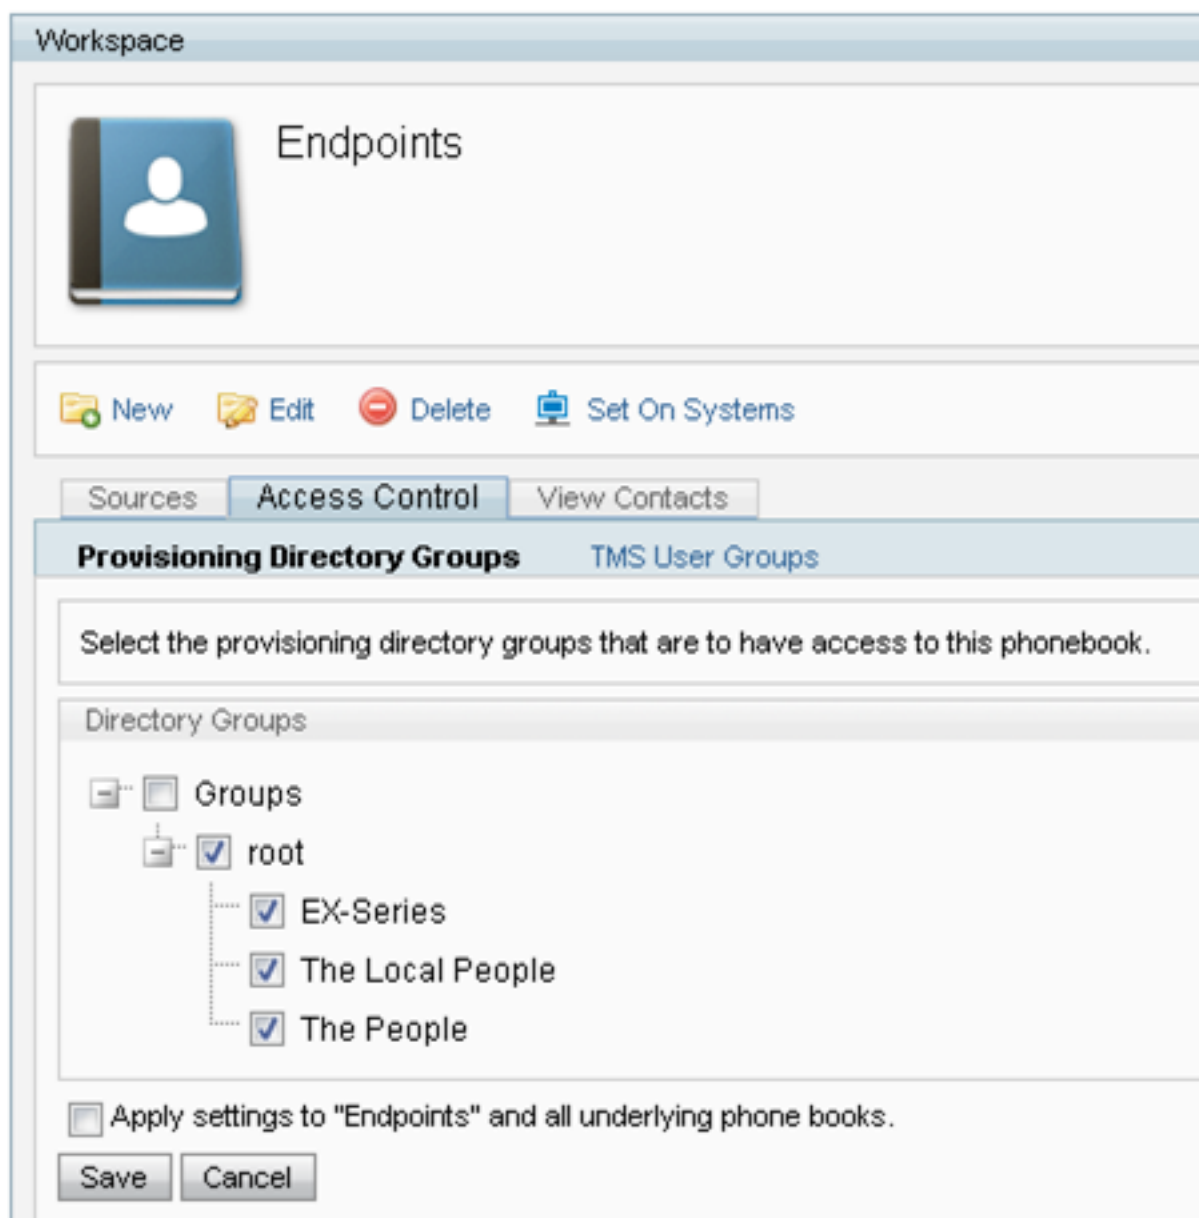 Workspace
Endpoints
New Edit Delete Set On Systems
Sources Access Control View Contacts
Provisioning Directory Groups TMS User Groups
Select the provisioning directory groups that are to have access to this phonebook.
Directory Groups
Groups
root
EX-Series
The Local People
The People
Apply settings to "Endpoints" and all underlying phone books.
Save Cancel